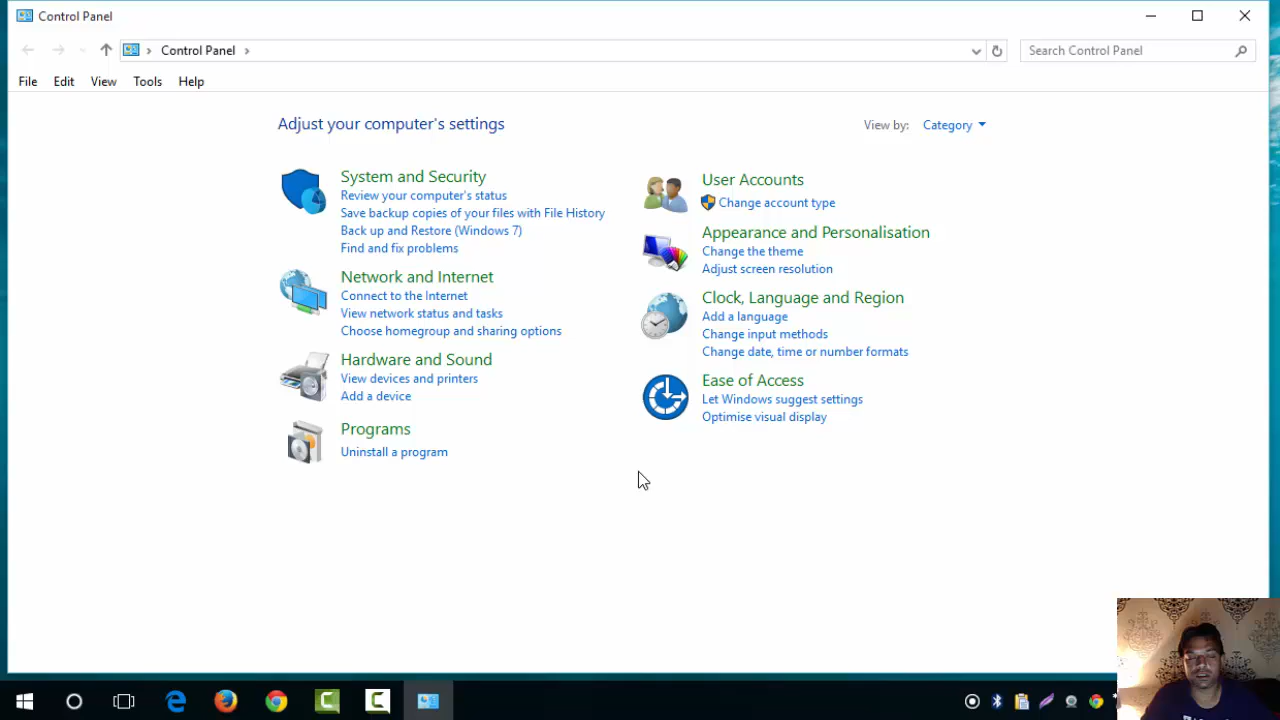 Control Panel
Control Panel
Search Control Panel
File Edit View Tools Help
Adjust your computer's settings
View by: Category
System and Security
Review your computer's status
Save backup copies of your files with File History
Back up and Restore (Windows 7)
Find and fix problems
Network and Internet
Connect to the Internet
View network status and tasks
Choose homegroup and sharing options
Hardware and Sound
View devices and printers
Add a device
Programs
Uninstall a program
User Accounts
Change account type
Appearance and Personalisation
Change the theme
Adjust screen resolution
Clock, Language and Region
Add a language
Change input methods
Change date, time or number formats
Ease of Access
Let Windows suggest settings
Optimise visual display